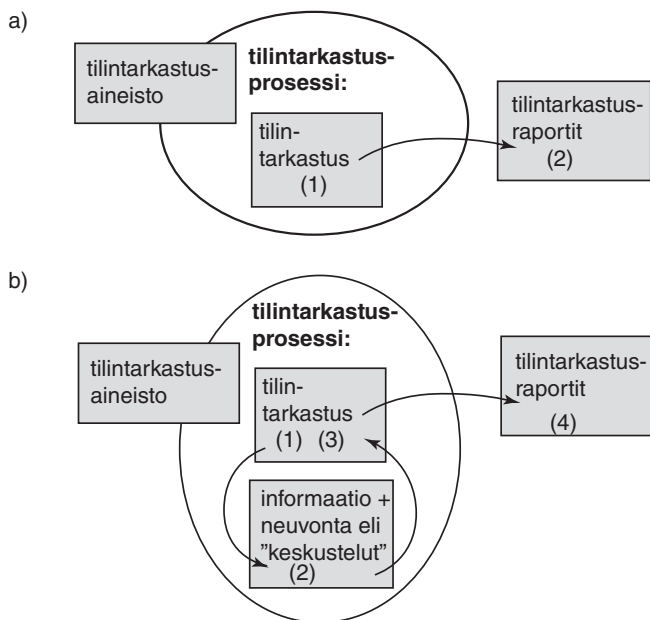 a)
tilintarkastus-
aineisto
tilintarkastus-
prosessi:
tilin-
tarkastus
(1)
tilintarkastus-
raportit
(2)
b)
tilintarkastus-
aineisto
tilintarkastus-
prosessi:
tilin-
tarkastus
(1) (3)
informaatio +
neuvonta eli
”keskustelut”
(2)
tilintarkastus-
raportit
(4)